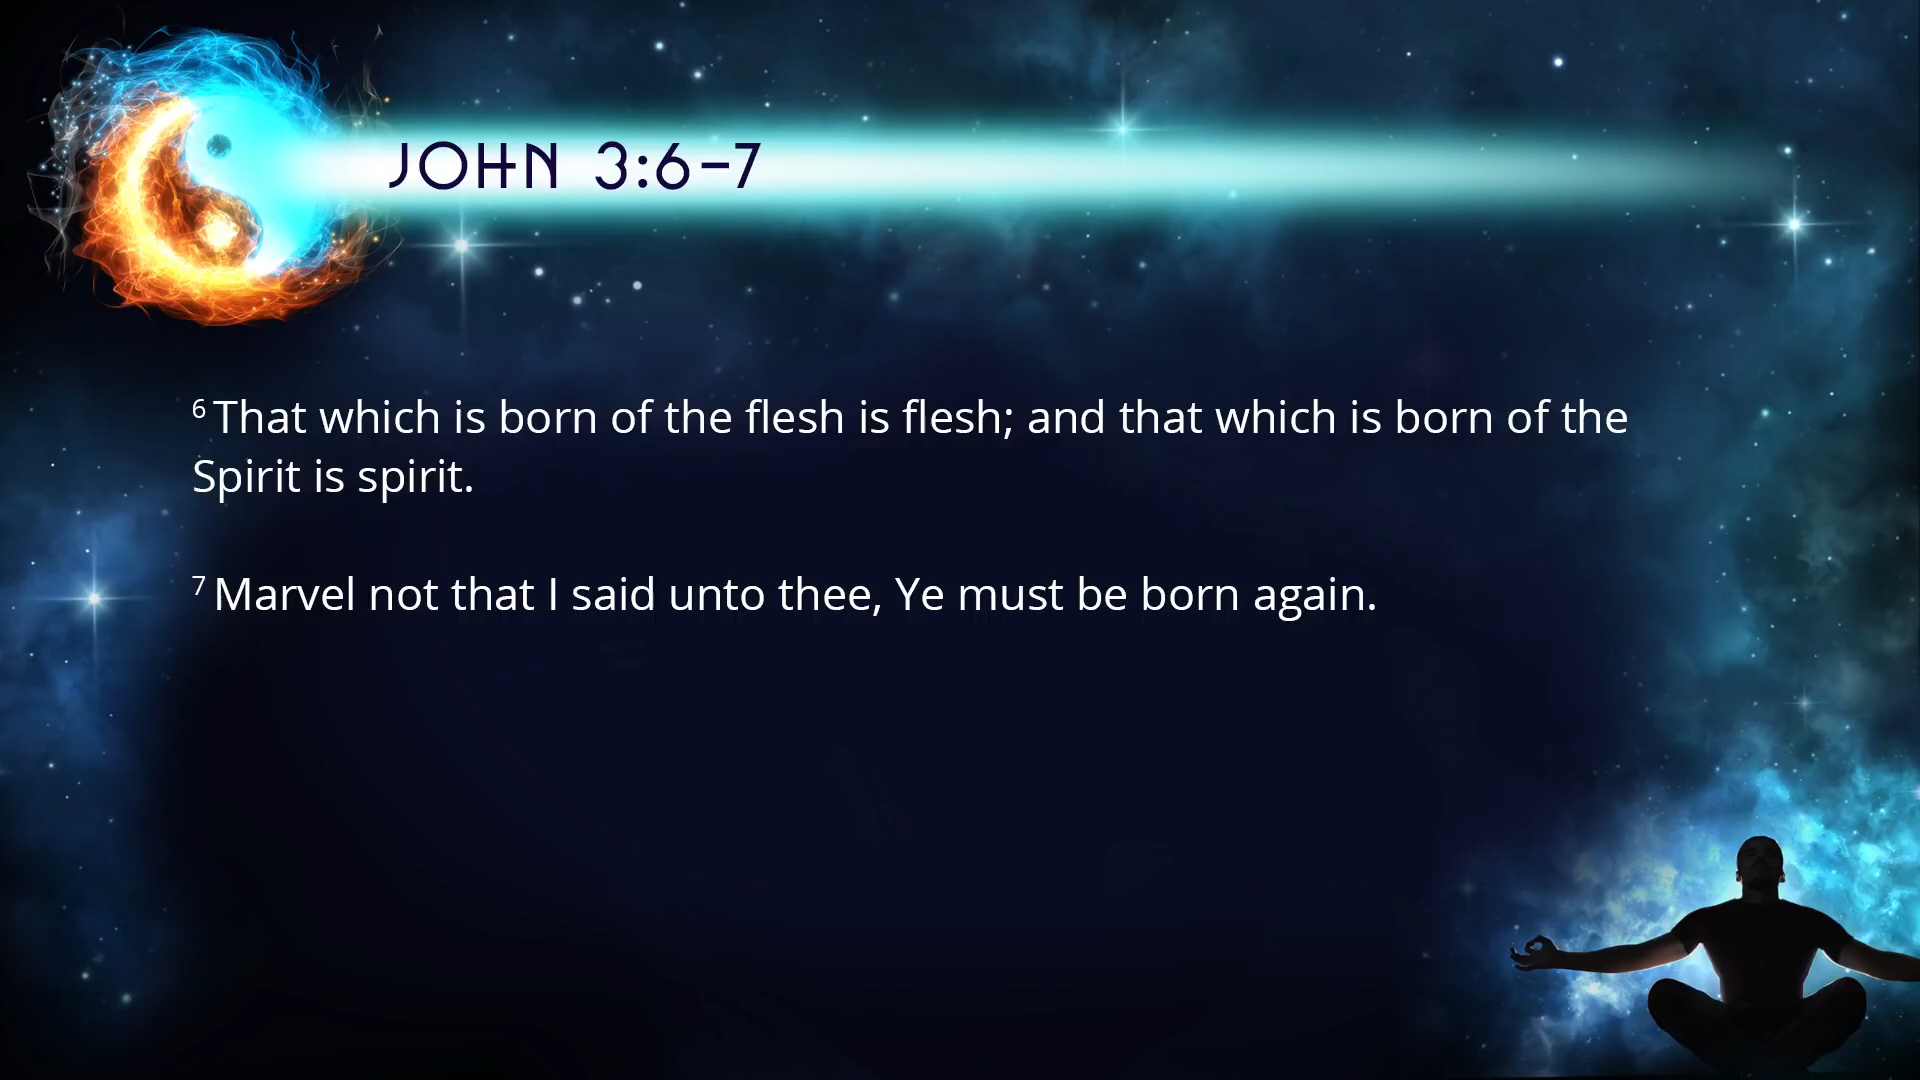 JOHN 3:6-7
6 That which is born of the flesh is flesh; and that which is born of the
Spirit is spirit.
7 Marvel not that I said unto thee, Ye must be born again.